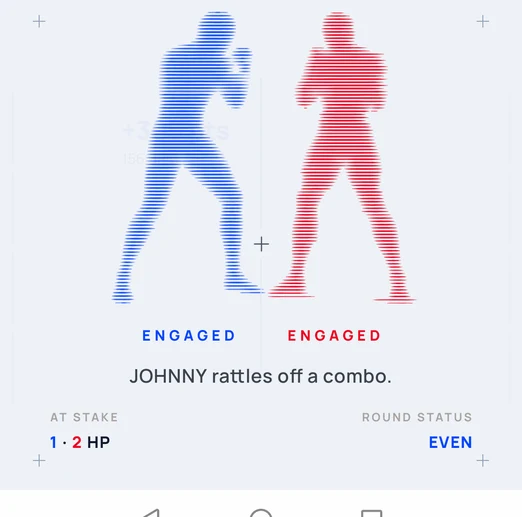 ENGAGED ENGAGED
JOHNNY rattles off a combo.
AT STAKE ROUND STATUS
1 · 2 HP EVEN